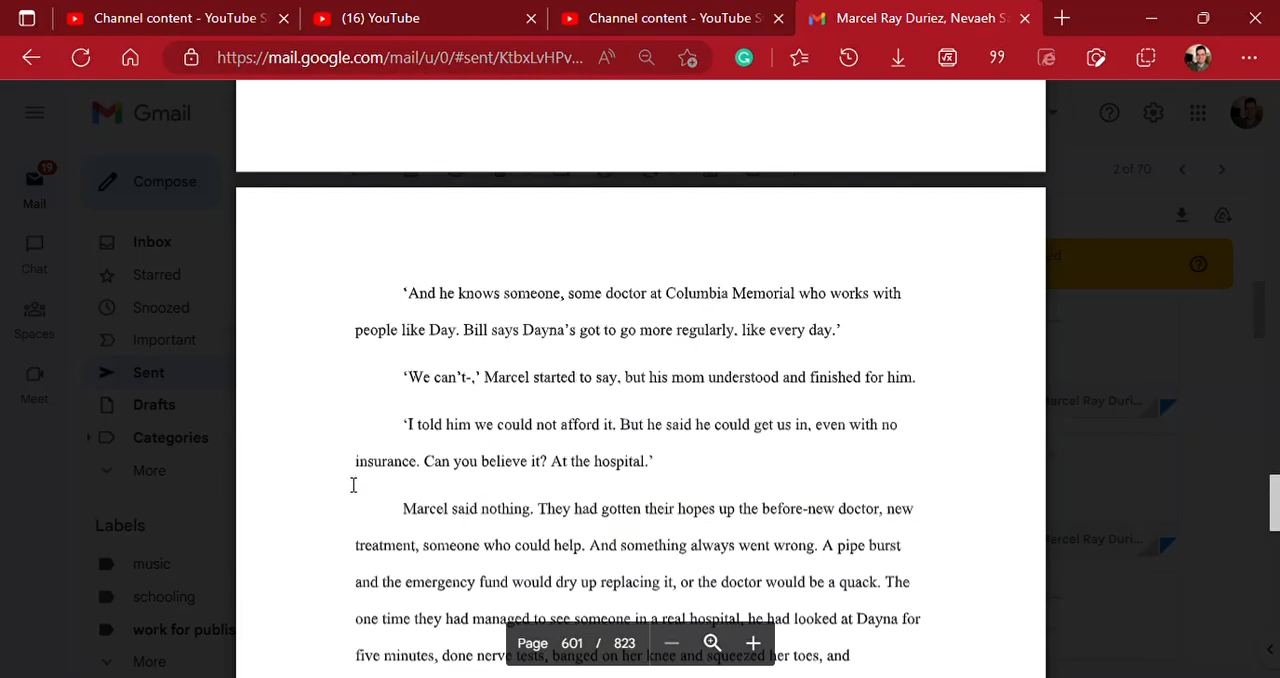 Channel content - YouTube S
(16) YouTube
Channel content - YouTube S
Marcel Ray Duriez, Nevaeh Sa
https://mail.google.com/mail/u/0/#sent/KtbxLvHPv...
Gmail
2 of 70
19
Mail
Compose
Chat
Inbox
Starred
Spaces
Snoozed
Important
Meet
Sent
Drafts
Categories
More
Labels
music
schooling
work for publis
More
ed
Marcel Ray Duri...
Marcel Ray Duri...
‘And he knows someone, some doctor at Columbia Memorial who works with
people like Day. Bill says Dayna’s got to go more regularly, like every day.’
‘We can’t-,’ Marcel started to say, but his mom understood and finished for him.
‘I told him we could not afford it. But he said he could get us in, even with no
insurance. Can you believe it? At the hospital.’
Marcel said nothing. They had gotten their hopes up the before-new doctor, new
treatment, someone who could help. And something always went wrong. A pipe burst
and the emergency fund would dry up replacing it, or the doctor would be a quack. The
one time they had managed to see someone in a real hospital, he had looked at Dayna for
five minutes, done nerve tests, banged on her knee and squeezed her toes, and
Page 601 / 823